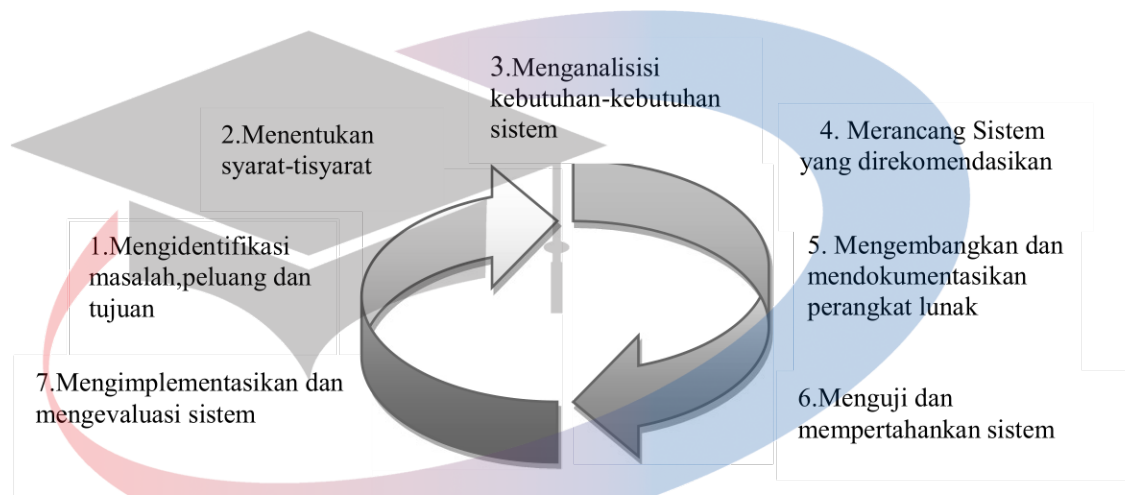 1.Mengidentifikasi
masalah,peluang dan
tujuan
2.Menentukan
syarat-tisyarat
3.Menganalisisi
kebutuhan-kebutuhan
sistem
4. Merancang Sistem
yang direkomendasikan
5. Mengembangkan dan
mendokumentasikan
perangkat lunak
6.Menguji dan
mempertahankan sistem
7.Mengimplementasikan dan
mengevaluasi sistem